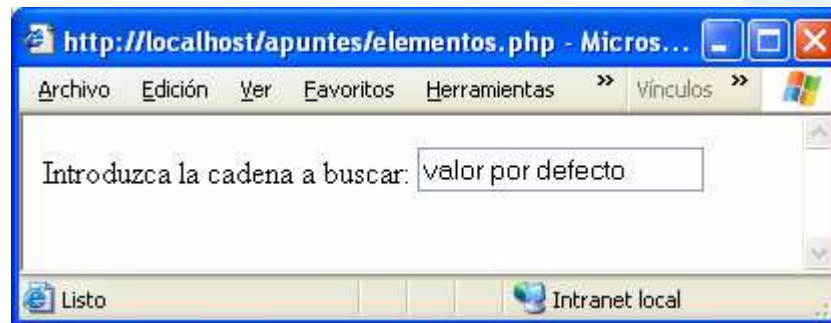 http://localhost/apuntes/elementos.php - Micros...
Archivo Edición Ver Favoritos Herramientas » Vínculos »
Introduzca la cadena a buscar: valor por defecto
Listo Intranet local